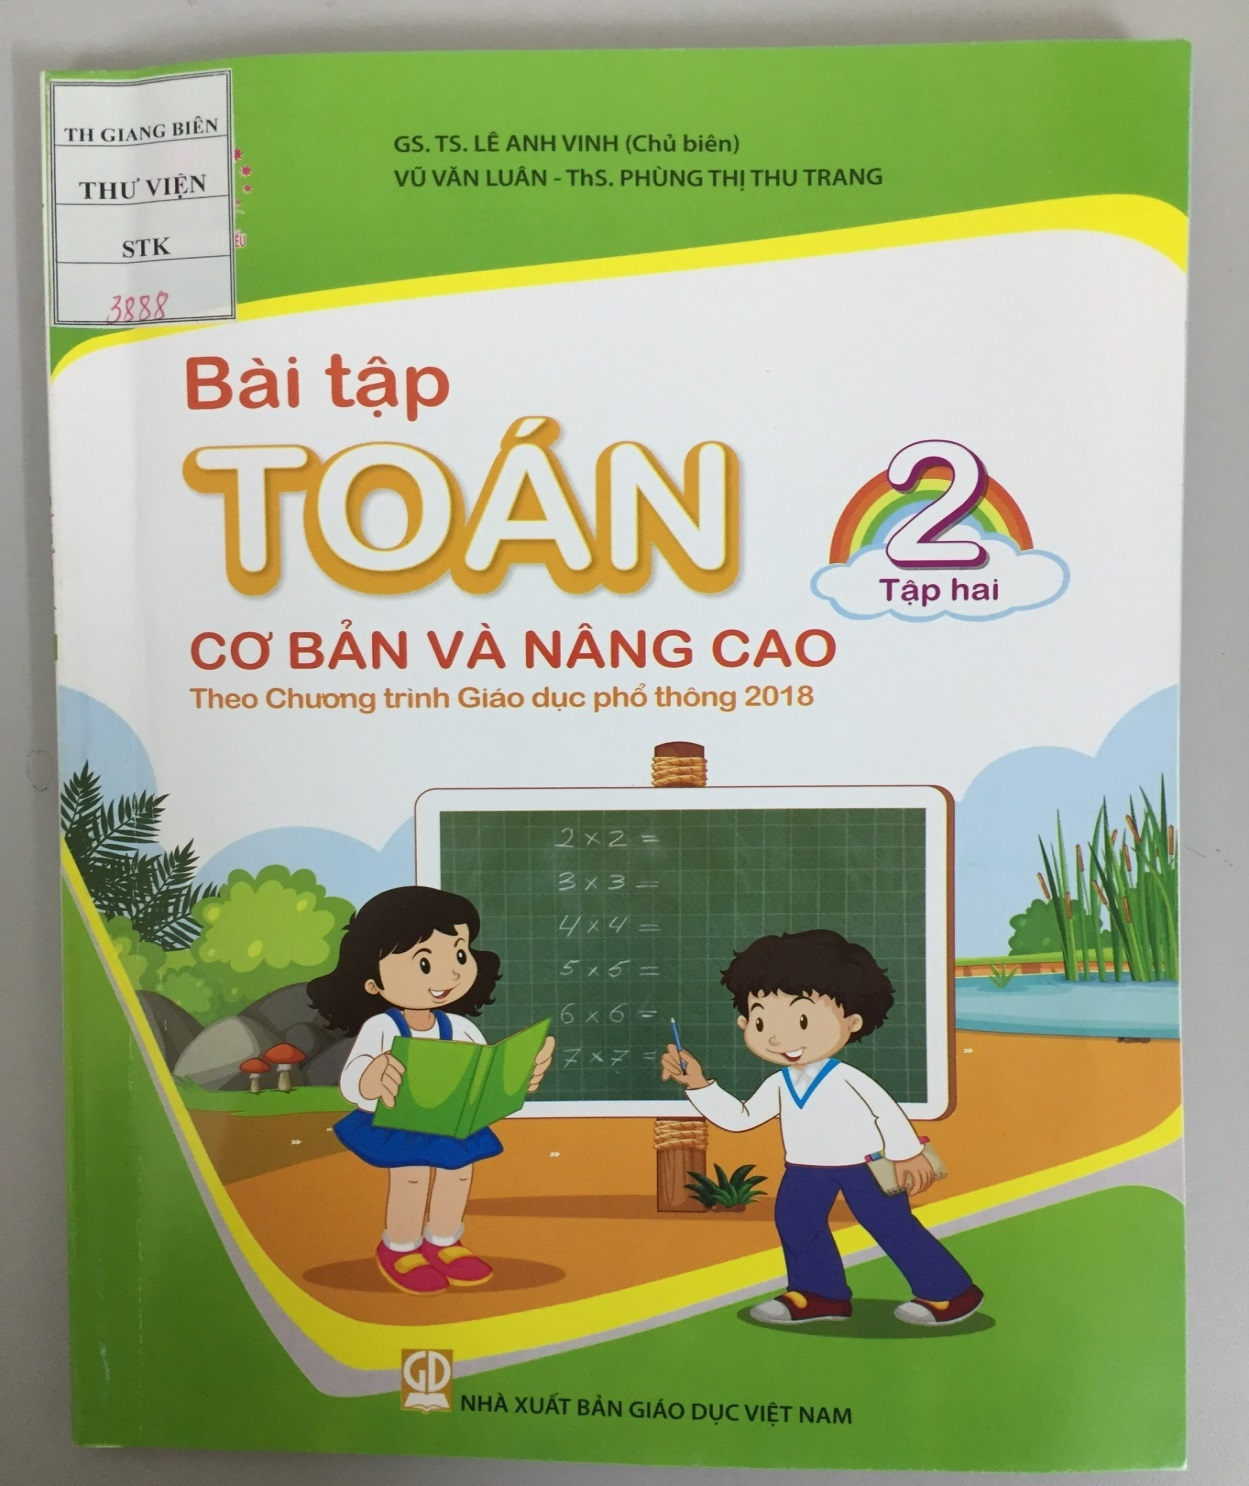 TH GIANG BIÊN
THƯ VIỆN
STK
3888
GS. TS. LÊ ANH VINH (Chủ biên)
VŨ VĂN LUÂN - ThS. PHÙNG THỊ THU TRANG
Bài tập
TOÁN
2
Tập hai
CƠ BẢN VÀ NÂNG CAO
Theo Chương trình Giáo dục phổ thông 2018
2 × 2 =
3 × 3 =
4 × 4 =
5 × 5 =
6 × 6 =
7 × 7 =
GD
NHÀ XUẤT BẢN GIÁO DỤC VIỆT NAM